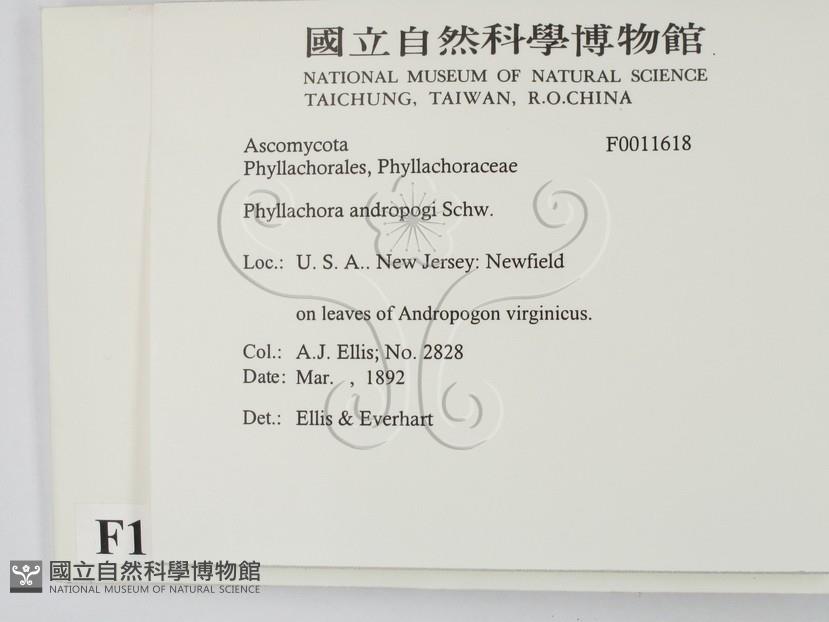 國立自然科學博物館
NATIONAL MUSEUM OF NATURAL SCIENCE
TAICHUNG, TAIWAN, R.O.CHINA
Ascomycota F0011618
Phyllachorales, Phyllachoraceae
Phyllachora andropogi Schw.
Loc.: U. S. A.. New Jersey: Newfield
on leaves of Andropogon virginicus.
Col.: A.J. Ellis; No. 2828
Date: Mar. , 1892
Det.: Ellis & Everhart
F1
國立自然科學博物館
NATIONAL MUSEUM OF NATURAL SCIENCE